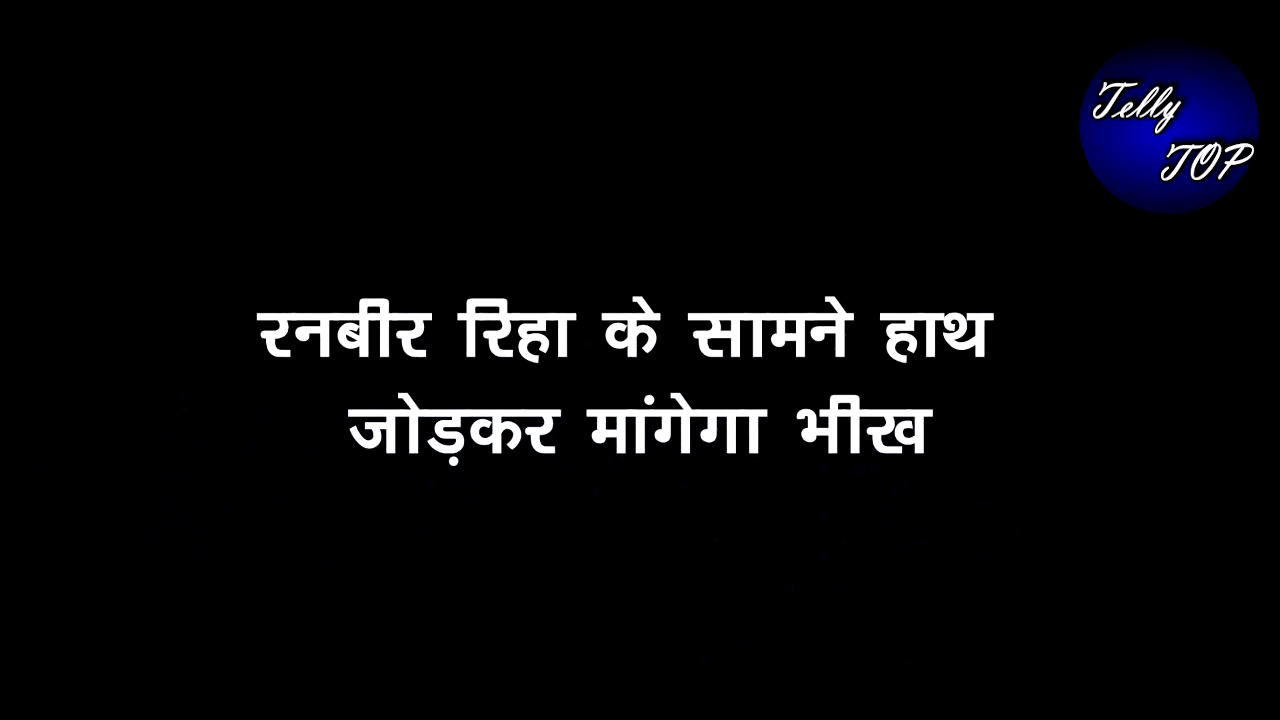 Telly
TOP
रनबीर रिहा के सामने हाथ
जोड़कर मांगेगा भीख